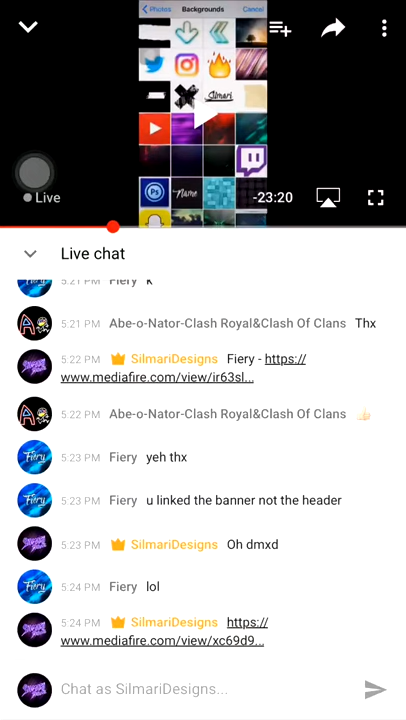 Photos Backgrounds Cancel
Silmari
Ps Name
Live -23:20
Live chat
5:21 PM Fiery k
5:21 PM Abe-o-Nator-Clash Royal&Clash Of Clans Thx
5:22 PM SilmariDesigns Fiery - https://
www.mediafire.com/view/ir63sl...
5:22 PM Abe-o-Nator-Clash Royal&Clash Of Clans 👍🏻
Fiery 5:23 PM Fiery yeh thx
Fiery 5:23 PM Fiery u linked the banner not the header
5:23 PM SilmariDesigns Oh dmxd
Fiery 5:24 PM Fiery lol
5:24 PM SilmariDesigns https://
www.mediafire.com/view/xc69d9...
Chat as SilmariDesigns...